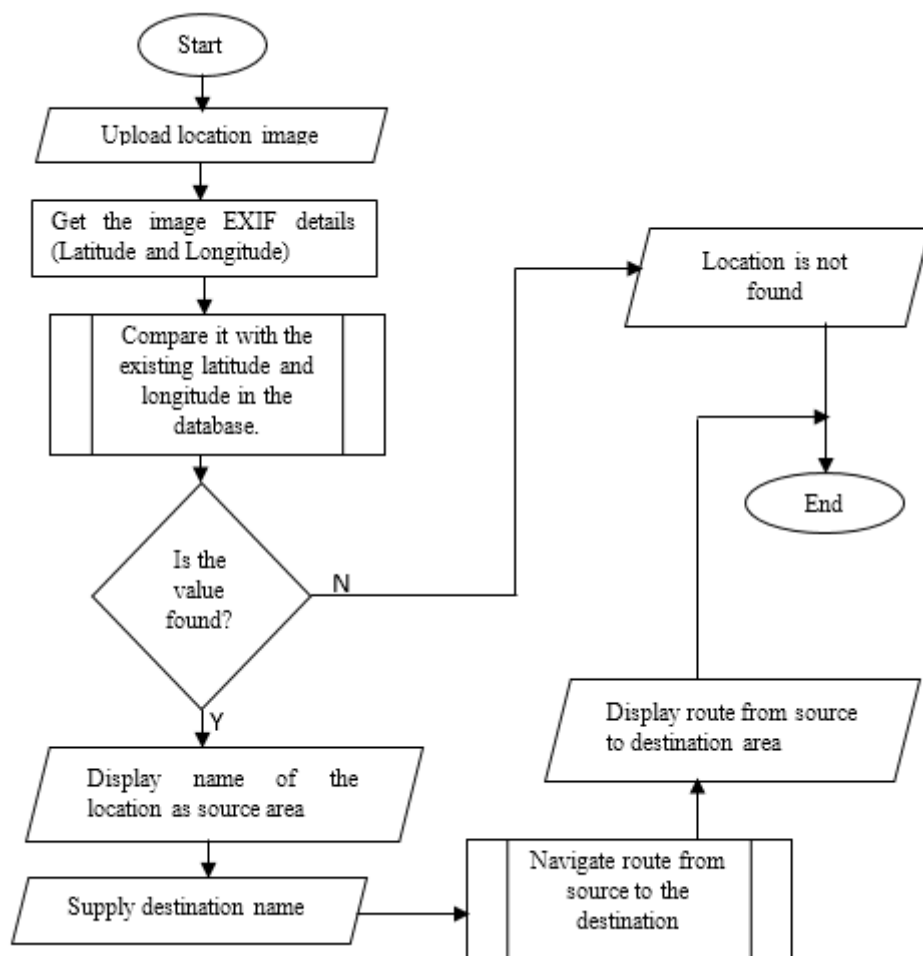 Start
Upload location image
Get the image EXIF details
(Latitude and Longitude)
Compare it with the
existing latitude and
longitude in the
database.
Is the
value
found?
N
Y
Location is not
found
End
Display name of the
location as source area
Supply destination name
Navigate route from
source to the
destination
Display route from source
to destination area